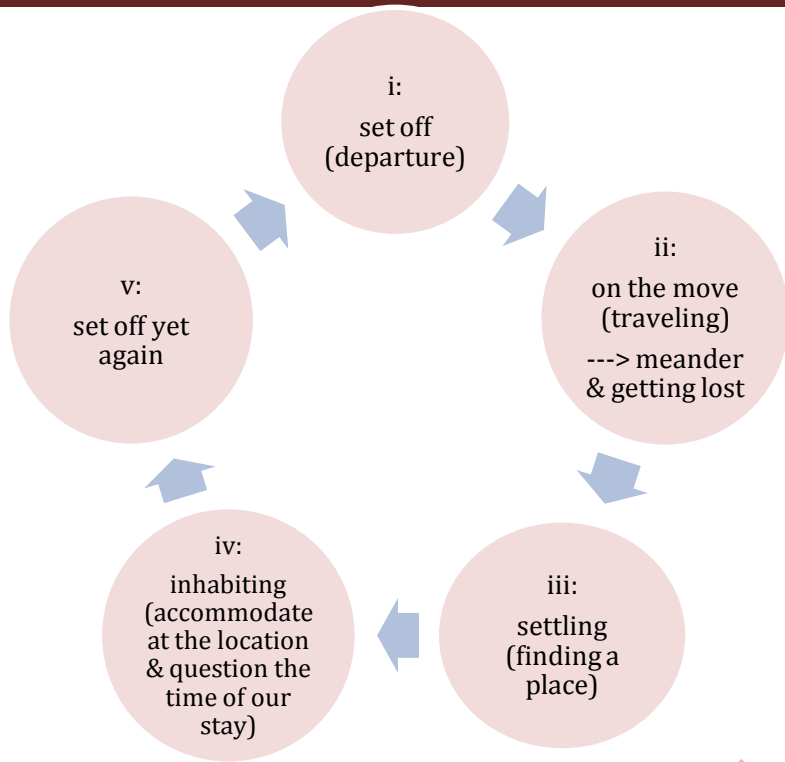 i:
set off
(departure)
ii:
on the move
(traveling)
---> meander
& getting lost
iii:
settling
(finding a
place)
iv:
inhabiting
(accommodate
at the location
& question the
time of our
stay)
v:
set off yet
again